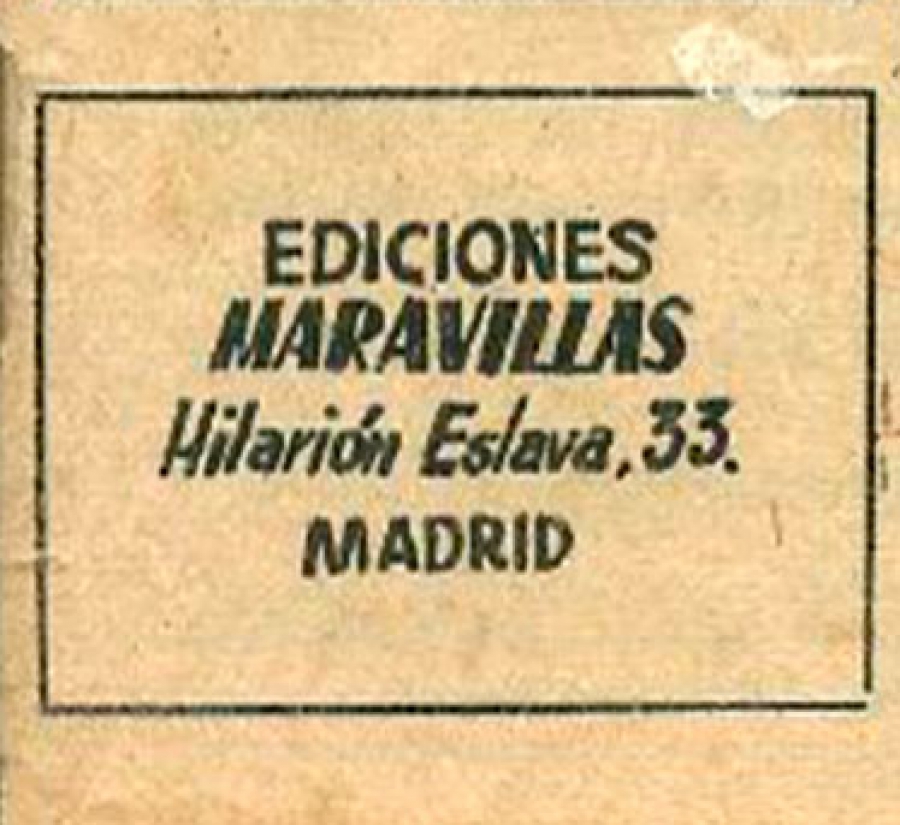 EDICIONES
MARAVILLAS
Hilarión Eslava, 33.
MADRID